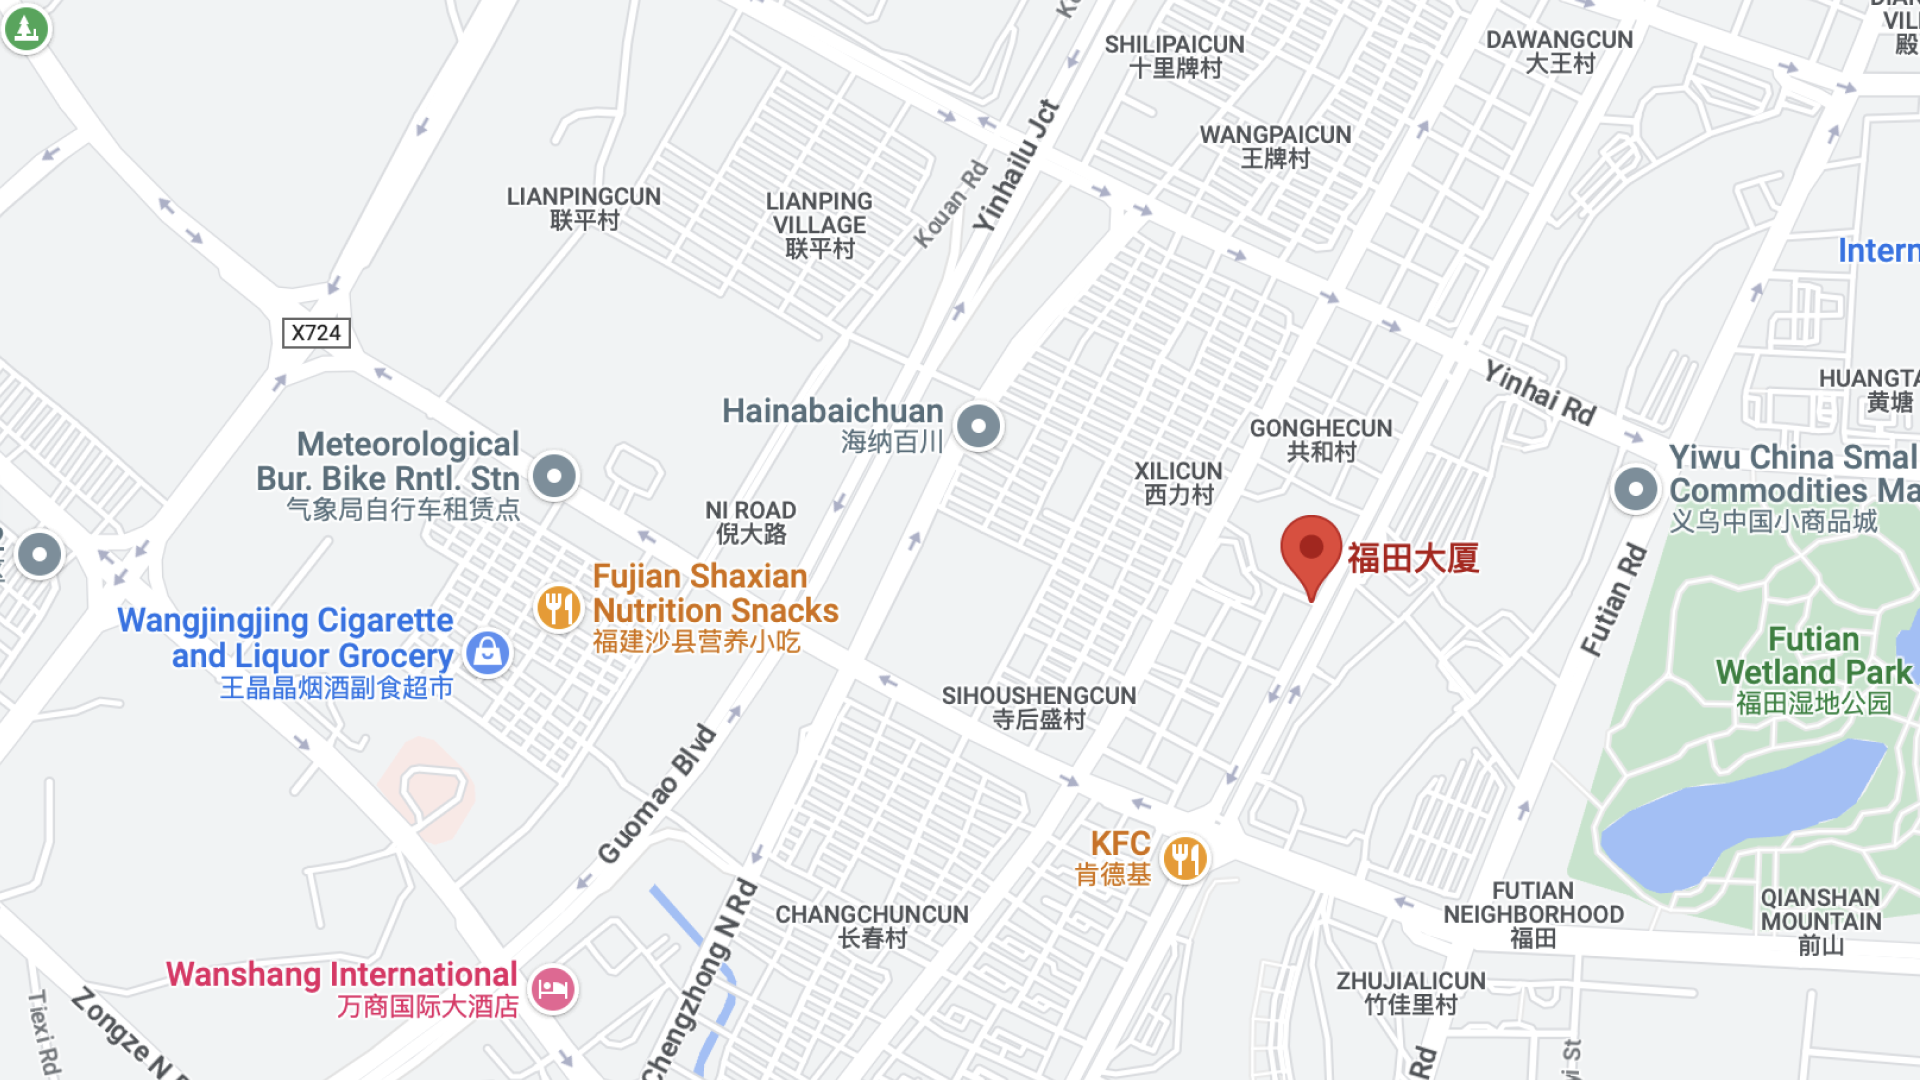 SHILIPAICUN
十里牌村
DAWANGCUN
大王村
VIL
殿
WANGPAICUN
王牌村
LIANPINGCUN
联平村
LIANPING
VILLAGE
联平村
Kouan Rd
Yinhailu Jct
Intern
X724
Yinhai Rd
HUANGTA
黄塘
Hainabaichuan
海纳百川
GONGHECUN
共和村
Meteorological
Bur. Bike Rntl. Stn
气象局自行车租赁点
XILICUN
西力村
Yiwu China Smal
Commodities Ma
义乌中国小商品城
NI ROAD
倪大路
福田大厦
Futian Rd
Fujian Shaxian
Nutrition Snacks
福建沙县营养小吃
Wangjingjing Cigarette
and Liquor Grocery
王晶晶烟酒副食超市
Futian
Wetland Park
福田湿地公园
SIHOUSHENGCUN
寺后盛村
Guomao Blvd
KFC
肯德基
CHANGCHUNCUN
长春村
FUTIAN
NEIGHBORHOOD
福田
QIANSHAN
MOUNTAIN
前山
Wanshang International
万商国际大酒店
ZHUJIALICUN
竹佳里村
Chengzhong N Rd
Tiexi Rd
Zongze N
Rd
St